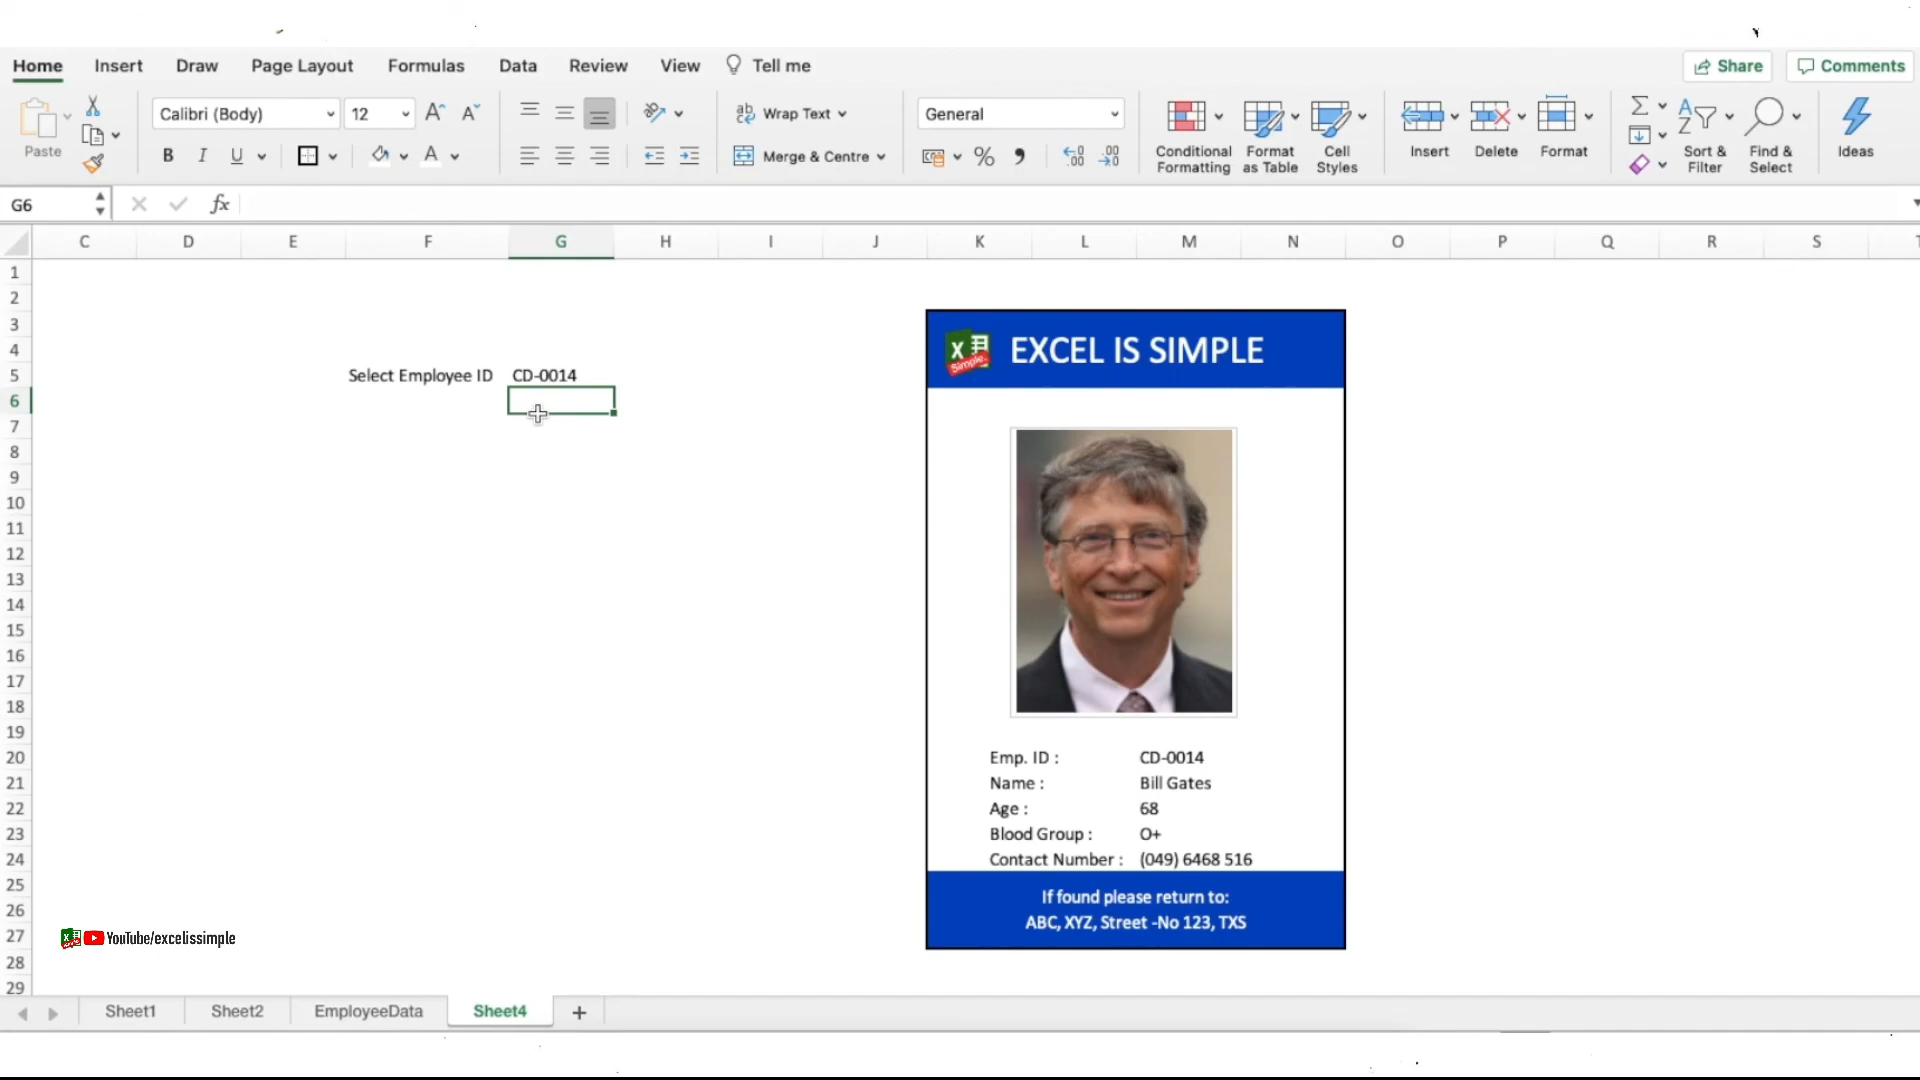 Home Insert Draw Page Layout Formulas Data Review View Tell me Share Comments
Calibri (Body) 12 A A ab Wrap Text General
Paste B I U A Merge & Centre % Conditional Formatting Format as Table Cell Styles Insert Delete Format Sort & Filter Find & Select Ideas
G6 fx
C D E F G H I J K L M N O P Q R S T
1
2
3
4
5
6
7
8
9
10
11
12
13
14
15
16
17
18
19
20
21
22
23
24
25
26
27
28
29
Select Employee ID CD-0014
X Simple. EXCEL IS SIMPLE
Emp. ID : CD-0014
Name : Bill Gates
Age : 68
Blood Group : O+
Contact Number : (049) 6468 516
If found please return to:
ABC, XYZ, Street -No 123, TXS
YouTube/excelissimple
Sheet1 Sheet2 EmployeeData Sheet4 +